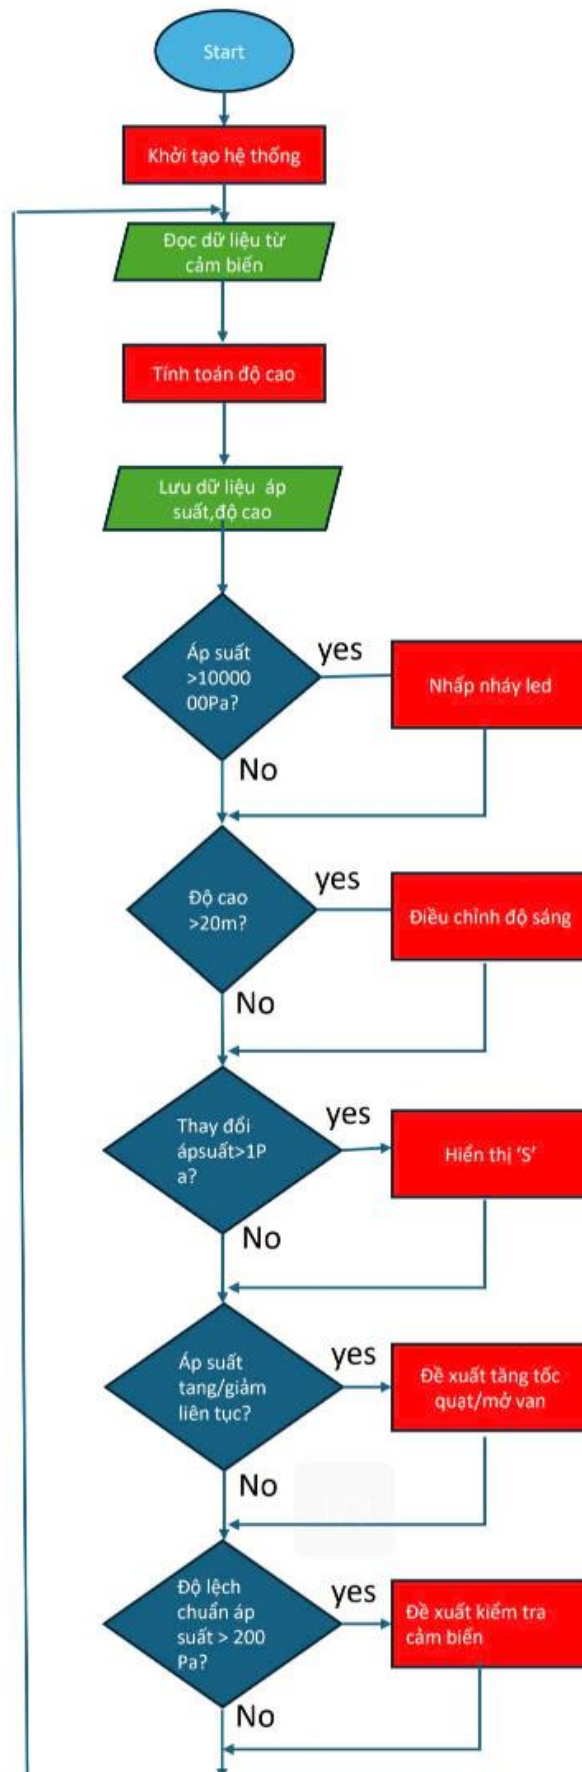 Start
Khởi tạo hệ thống
Đọc dữ liệu từ
cảm biến
Tính toán độ cao
Lưu dữ liệu áp
suất,độ cao
Áp suất
>10000
00Pa?
yes
Nhấp nháy led
No
Độ cao
>20m?
yes
Điều chỉnh độ sáng
No
Thay đổi
ápsuất>1P
a?
yes
Hiển thị ‘S’
No
Áp suất
tang/giảm
liên tục?
yes
Đề xuất tăng tốc
quạt/mở van
No
Độ lệch
chuẩn áp
suất > 200
Pa?
yes
Đề xuất kiểm tra
cảm biến
No